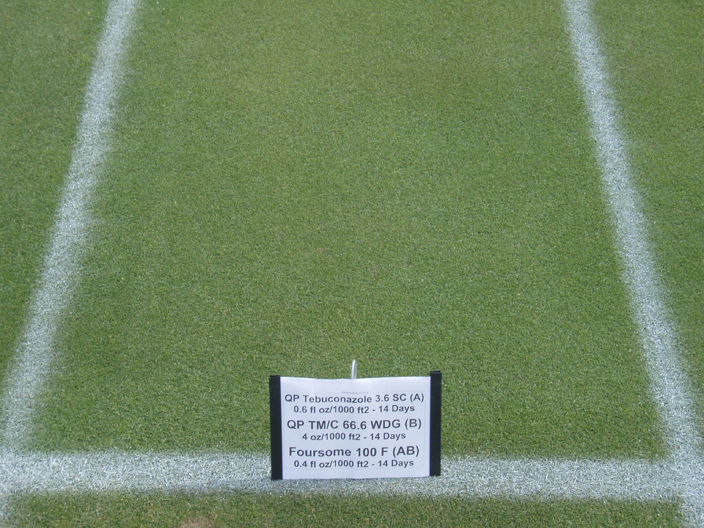 QP Tebuconazole 3.6 SC (A)
0.6 fl oz/1000 ft2 - 14 Days
QP TM/C 66.6 WDG (B)
4 oz/1000 ft2 - 14 Days
Foursome 100 F (AB)
0.4 fl oz/1000 ft2 - 14 Days